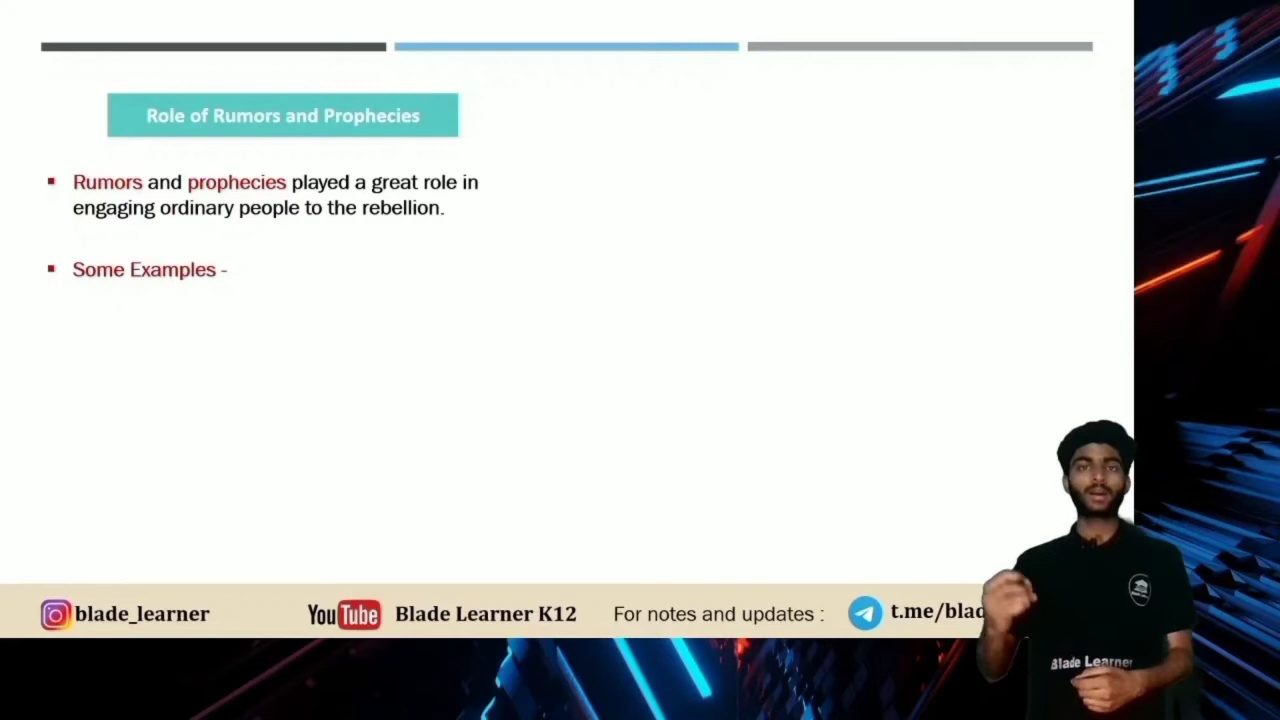 Role of Rumors and Prophecies
Rumors and prophecies played a great role in
engaging ordinary people to the rebellion.
Some Examples -
blade_learner
YouTube
Blade Learner K12
For notes and updates :
t.me/blad
Blade Learner